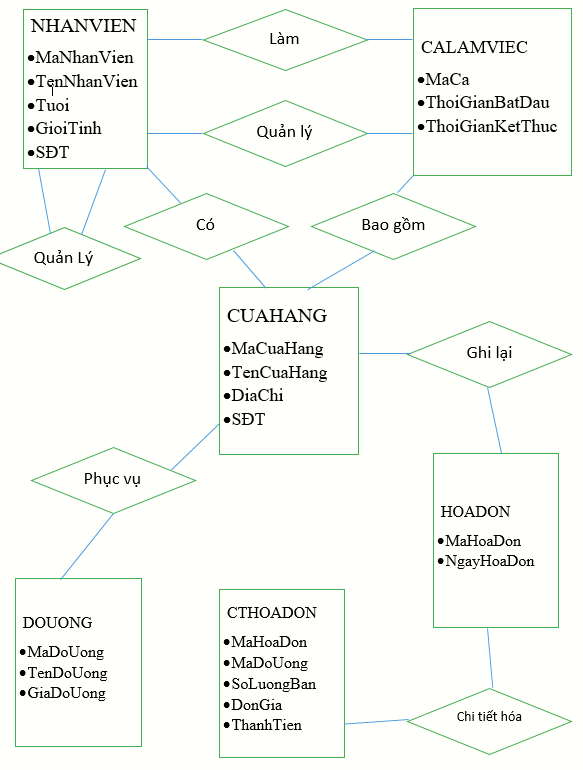 NHANVIEN
•MaNhanVien
•TenNhanVien
•Tuoi
•GioiTinh
•SĐT
Làm
CALAMVIEC
•MaCa
•ThoiGianBatDau
•ThoiGianKetThuc
Quản lý
Quản Lý
Có
Bao gồm
CUAHANG
•MaCuaHang
•TenCuaHang
•DiaChi
•SĐT
Ghi lại
Phục vụ
HOADON
•MaHoaDon
•NgayHoaDon
DOUONG
•MaDoUong
•TenDoUong
•GiaDoUong
CTHOADON
•MaHoaDon
•MaDoUong
•SoLuongBan
•DonGia
•ThanhTien
Chi tiết hóa